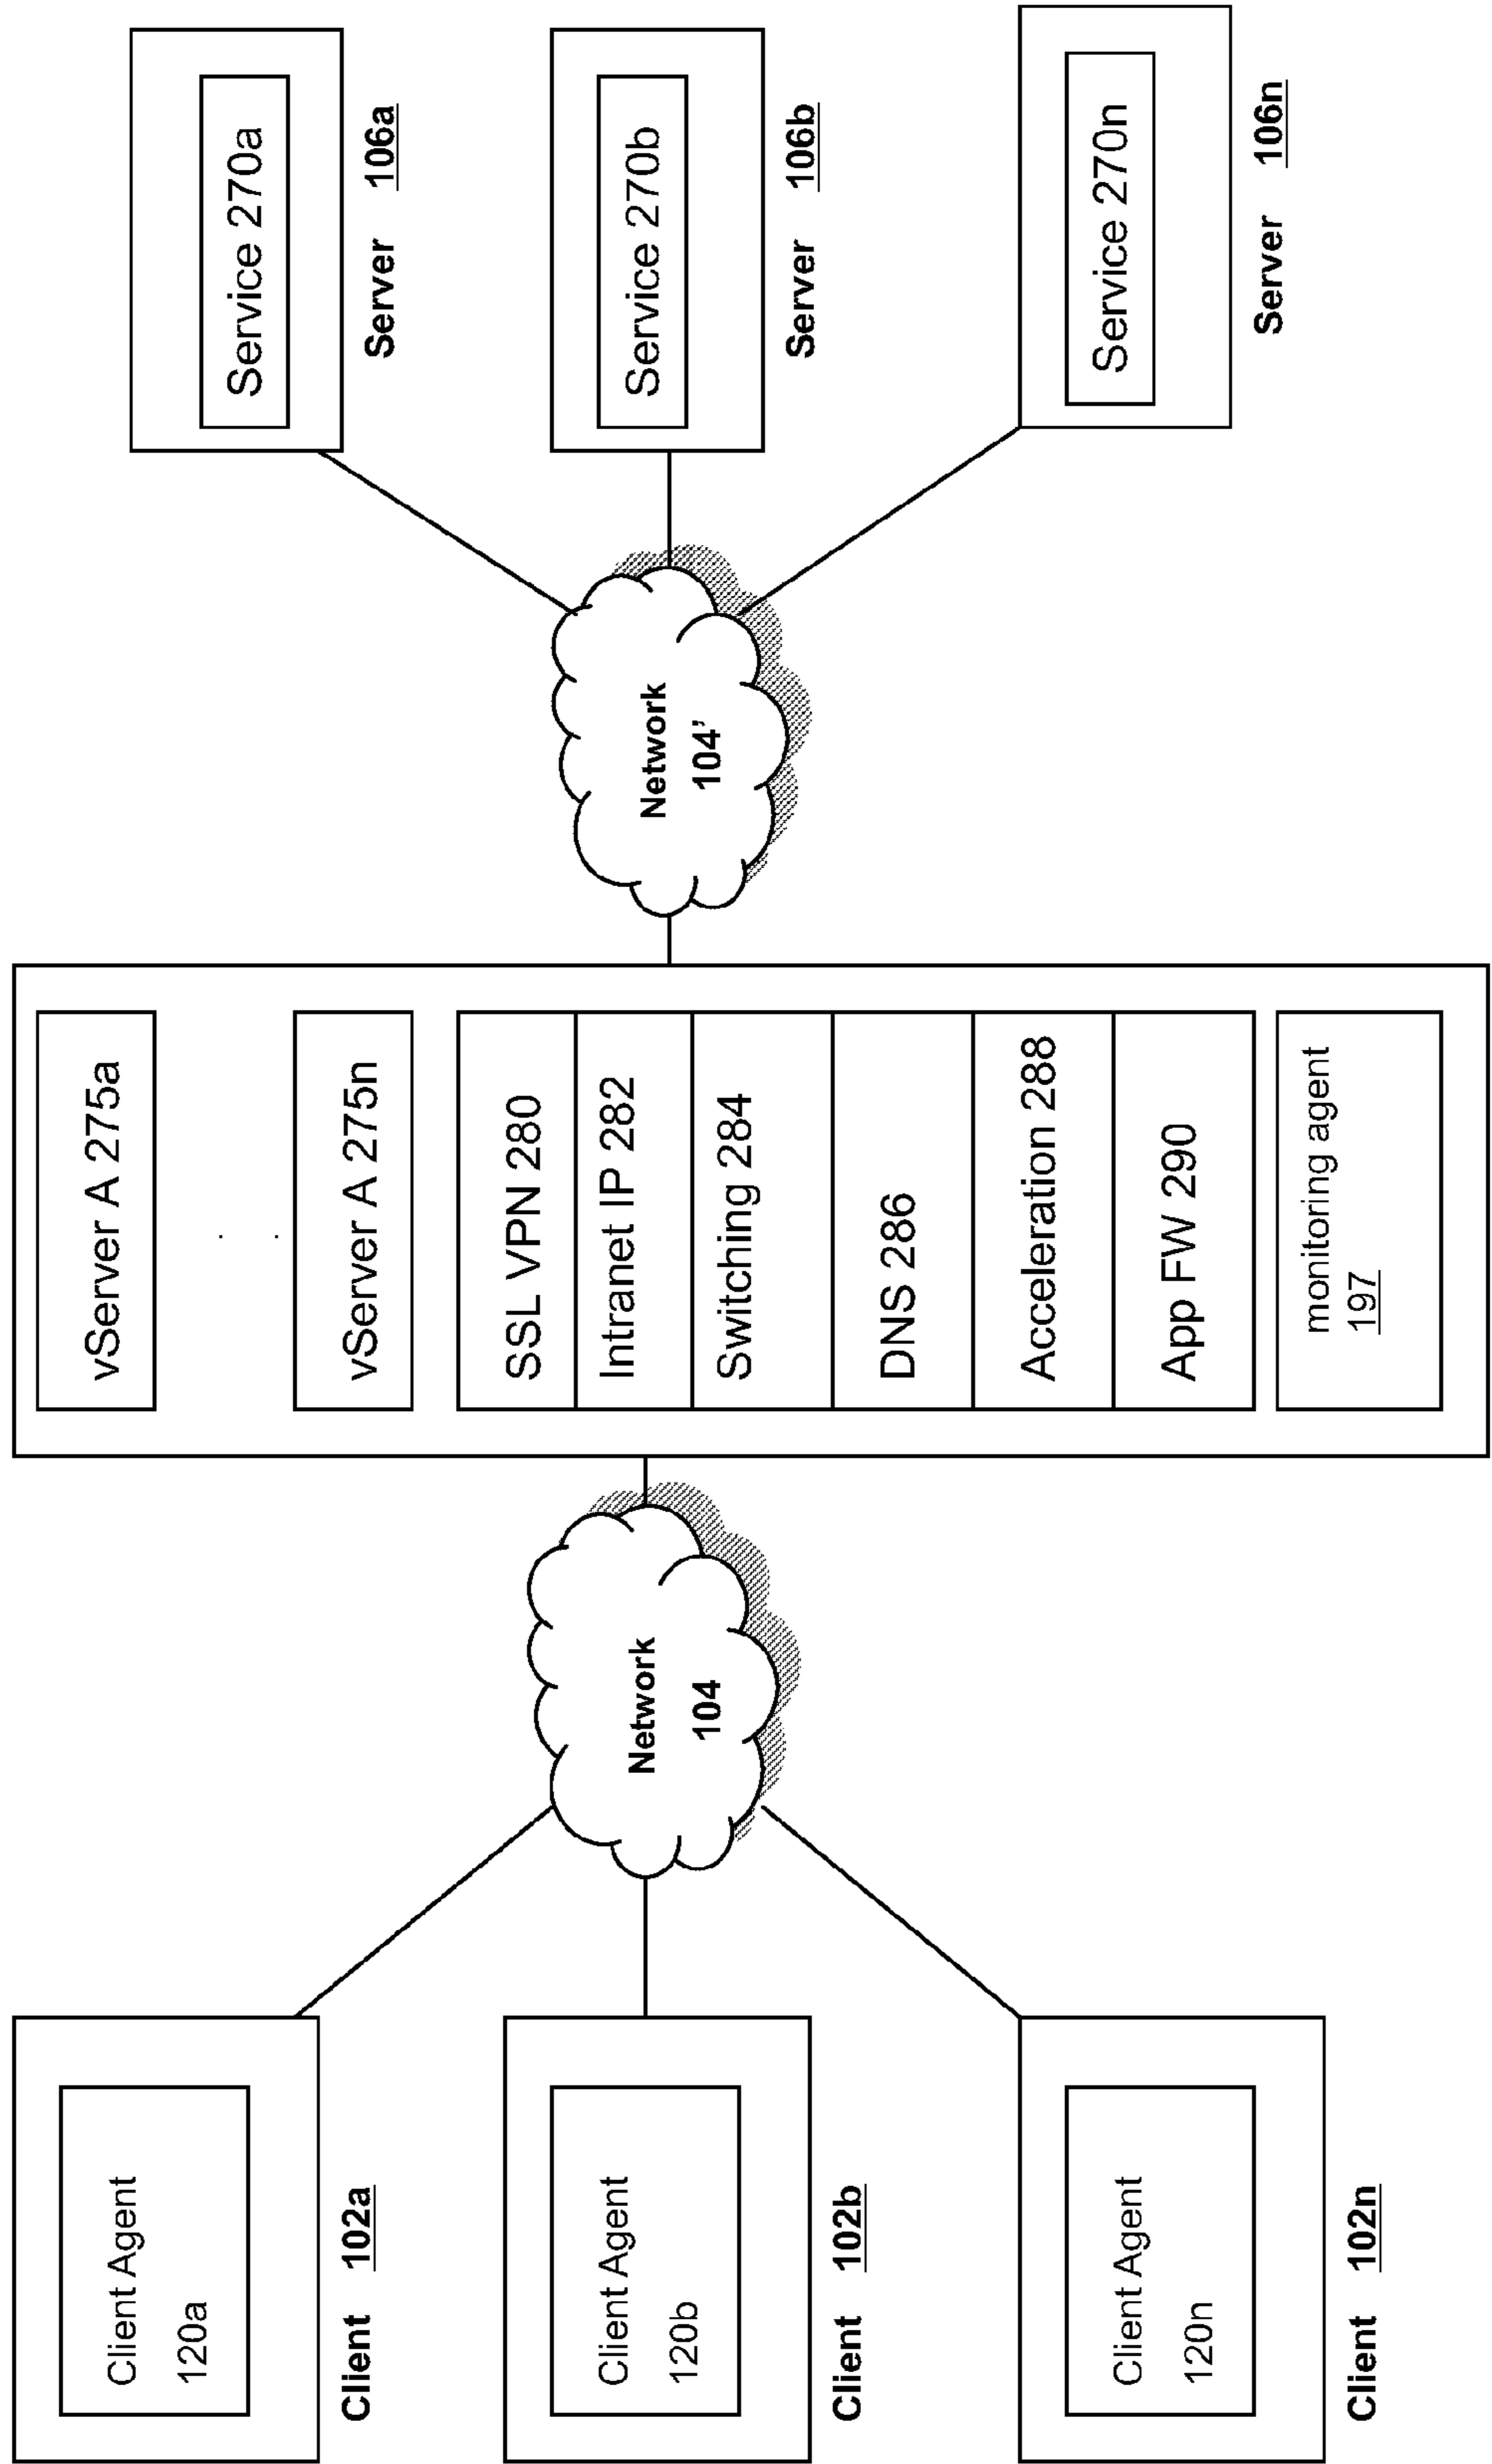 Client Agent
120a
Client 102a
Client Agent
120b
Client 102b
Client Agent
120n
Client 102n
Network
104
vServer A 275a
vServer A 275n
SSL VPN 280
Intranet IP 282
Switching 284
DNS 286
Acceleration 288
App FW 290
monitoring agent
197
Network
104'
Service 270a
Server 106a
Service 270b
Server 106b
Service 270n
Server 106n